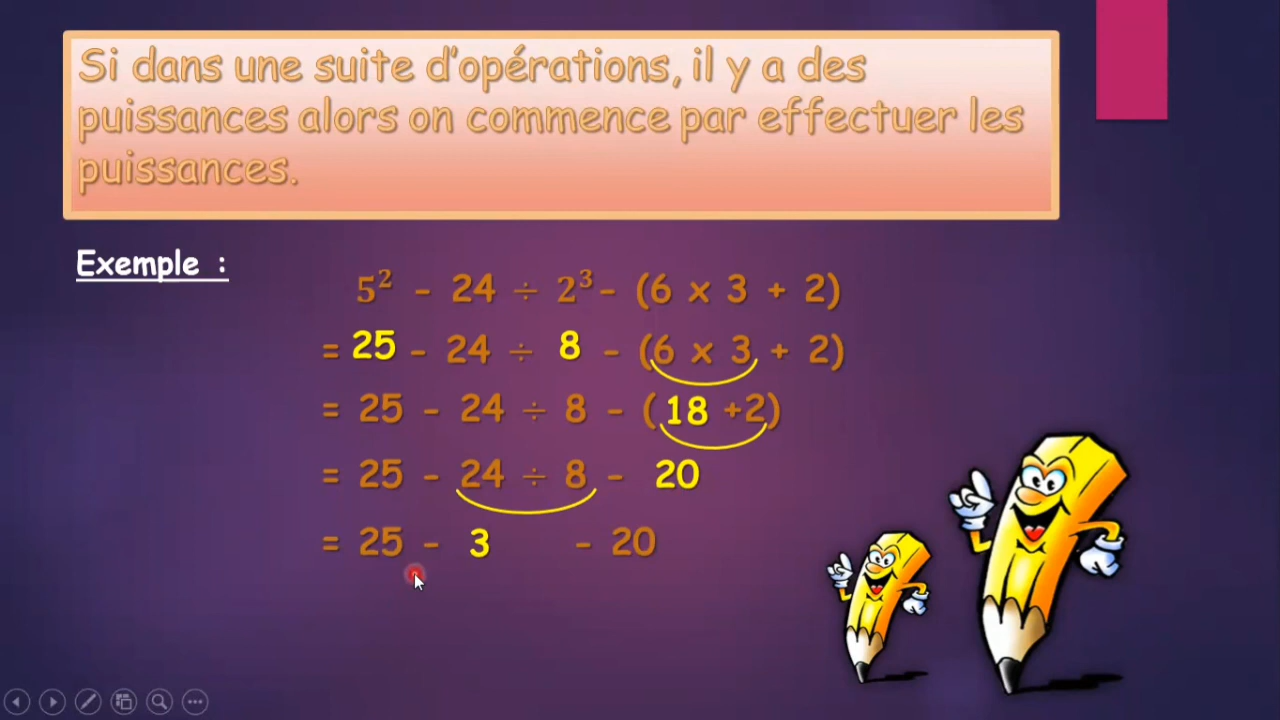 Si dans une suite d'opérations, il y a des
puissances alors on commence par effectuer les
puissances.
Exemple :
5² - 24 ÷ 2³ - (6 x 3 + 2)
= 25 - 24 ÷ 8 - (6 x 3 + 2)
= 25 - 24 ÷ 8 - ( 18 +2)
= 25 - 24 ÷ 8 - 20
= 25 - 3 - 20